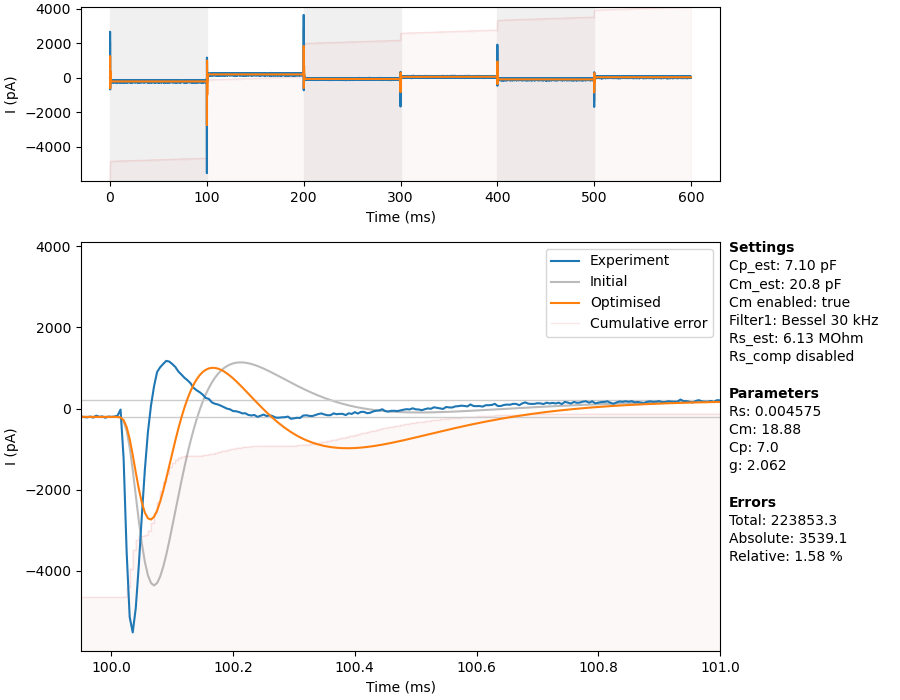 4000
2000
0
−2000
−4000
I (pA)
0 100 200 300 400 500 600
Time (ms)
4000
2000
0
−2000
−4000
I (pA)
100.0 100.2 100.4 100.6 100.8 101.0
Time (ms)
Experiment
Initial
Optimised
Cumulative error
Settings
Cp_est: 7.10 pF
Cm_est: 20.8 pF
Cm enabled: true
Filter1: Bessel 30 kHz
Rs_est: 6.13 MOhm
Rs_comp disabled
Parameters
Rs: 0.004575
Cm: 18.88
Cp: 7.0
g: 2.062
Errors
Total: 223853.3
Absolute: 3539.1
Relative: 1.58 %